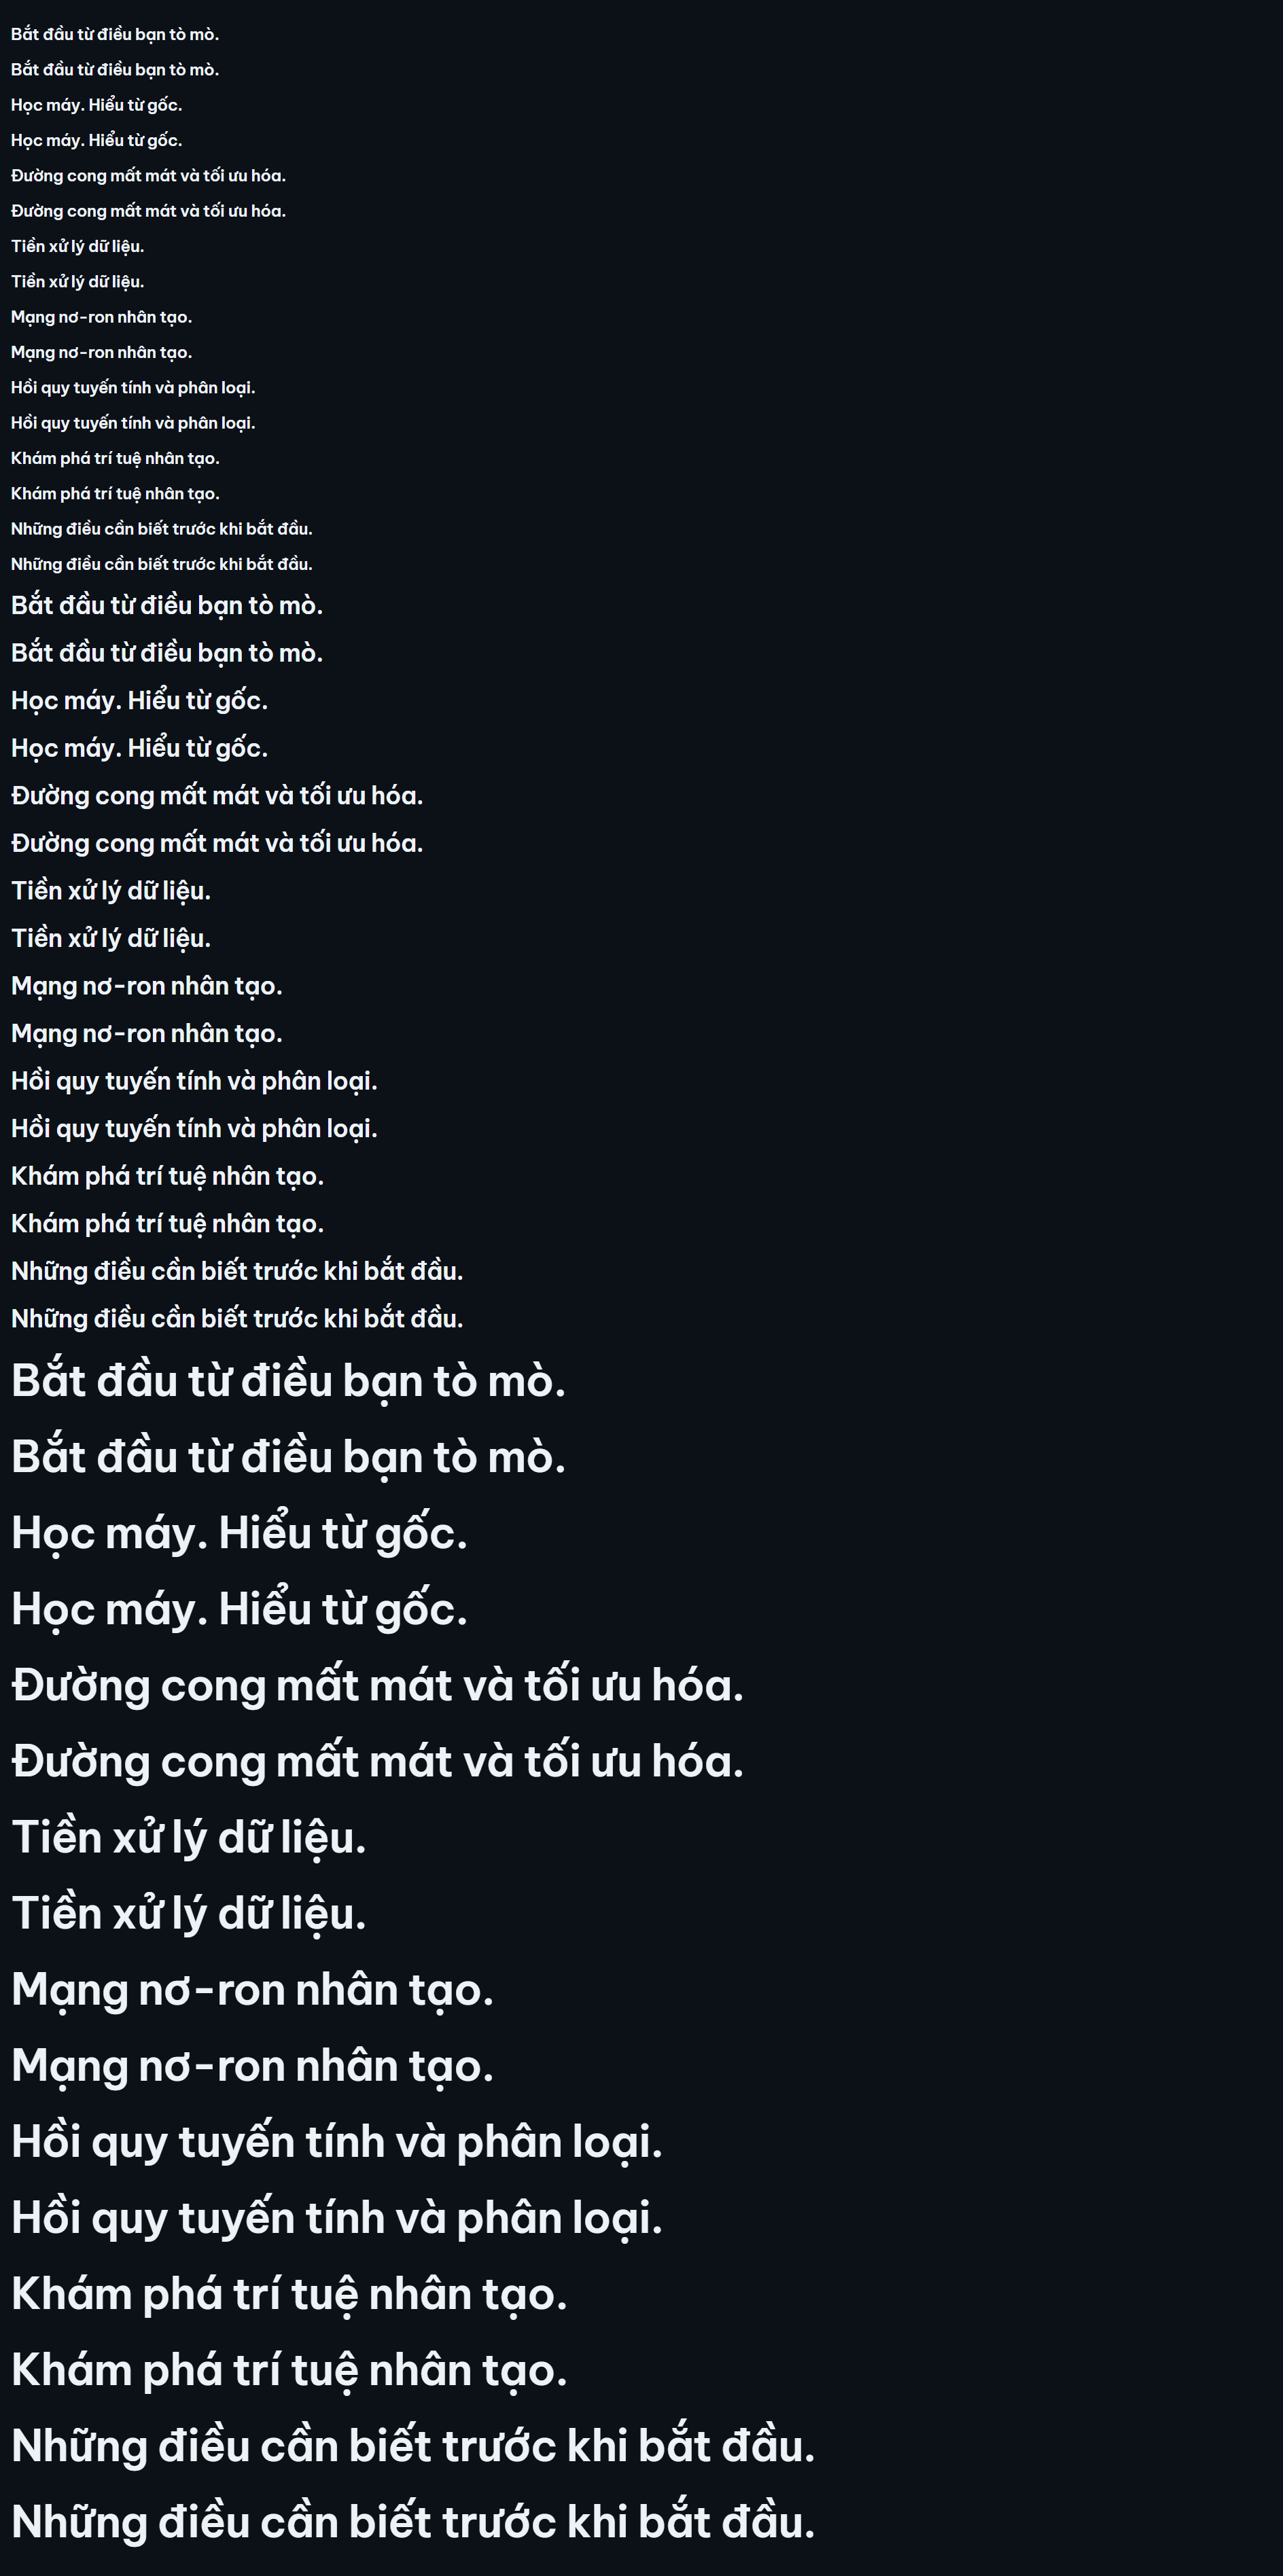 Bắt đầu từ điều bạn tò mò.
Bắt đầu từ điều bạn tò mò.
Học máy. Hiểu từ gốc.
Học máy. Hiểu từ gốc.
Đường cong mất mát và tối ưu hóa.
Đường cong mất mát và tối ưu hóa.
Tiền xử lý dữ liệu.
Tiền xử lý dữ liệu.
Mạng nơ-ron nhân tạo.
Mạng nơ-ron nhân tạo.
Hồi quy tuyến tính và phân loại.
Hồi quy tuyến tính và phân loại.
Khám phá trí tuệ nhân tạo.
Khám phá trí tuệ nhân tạo.
Những điều cần biết trước khi bắt đầu.
Những điều cần biết trước khi bắt đầu.
Bắt đầu từ điều bạn tò mò.
Bắt đầu từ điều bạn tò mò.
Học máy. Hiểu từ gốc.
Học máy. Hiểu từ gốc.
Đường cong mất mát và tối ưu hóa.
Đường cong mất mát và tối ưu hóa.
Tiền xử lý dữ liệu.
Tiền xử lý dữ liệu.
Mạng nơ-ron nhân tạo.
Mạng nơ-ron nhân tạo.
Hồi quy tuyến tính và phân loại.
Hồi quy tuyến tính và phân loại.
Khám phá trí tuệ nhân tạo.
Khám phá trí tuệ nhân tạo.
Những điều cần biết trước khi bắt đầu.
Những điều cần biết trước khi bắt đầu.
Bắt đầu từ điều bạn tò mò.
Bắt đầu từ điều bạn tò mò.
Học máy. Hiểu từ gốc.
Học máy. Hiểu từ gốc.
Đường cong mất mát và tối ưu hóa.
Đường cong mất mát và tối ưu hóa.
Tiền xử lý dữ liệu.
Tiền xử lý dữ liệu.
Mạng nơ-ron nhân tạo.
Mạng nơ-ron nhân tạo.
Hồi quy tuyến tính và phân loại.
Hồi quy tuyến tính và phân loại.
Khám phá trí tuệ nhân tạo.
Khám phá trí tuệ nhân tạo.
Những điều cần biết trước khi bắt đầu.
Những điều cần biết trước khi bắt đầu.